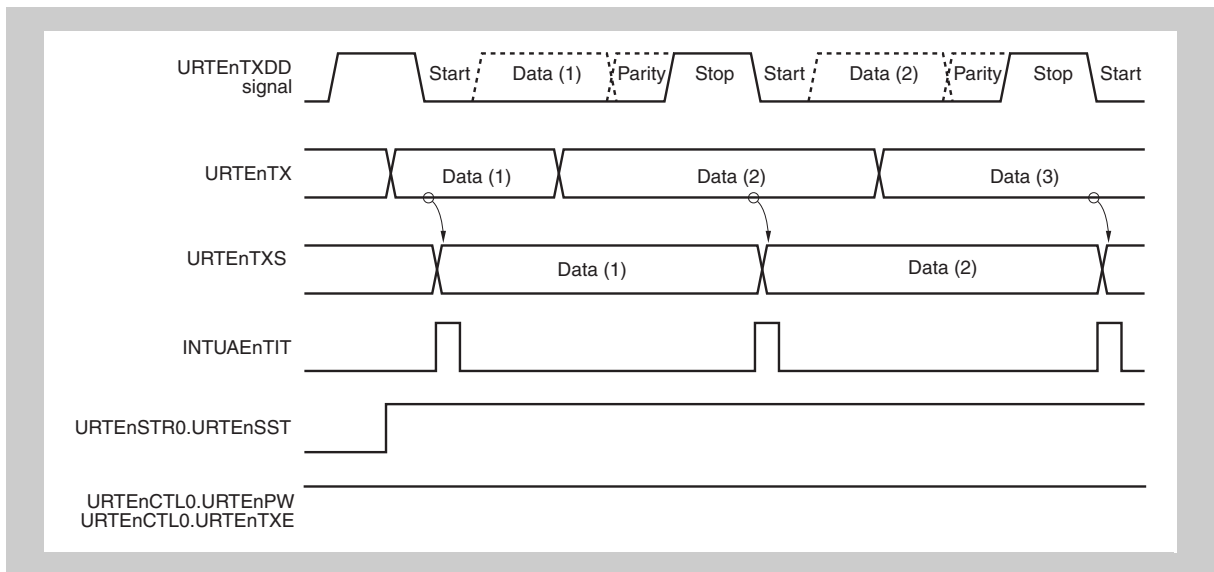 URTEnTXDD
signal
Start Data (1) Parity Stop Start Data (2) Parity Stop Start
URTEnTX
Data (1) Data (2) Data (3)
URTEnTXS
Data (1) Data (2)
INTUAEnTIT
URTEnSTR0.URTEnSST
URTEnCTL0.URTEnPW
URTEnCTL0.URTEnTXE